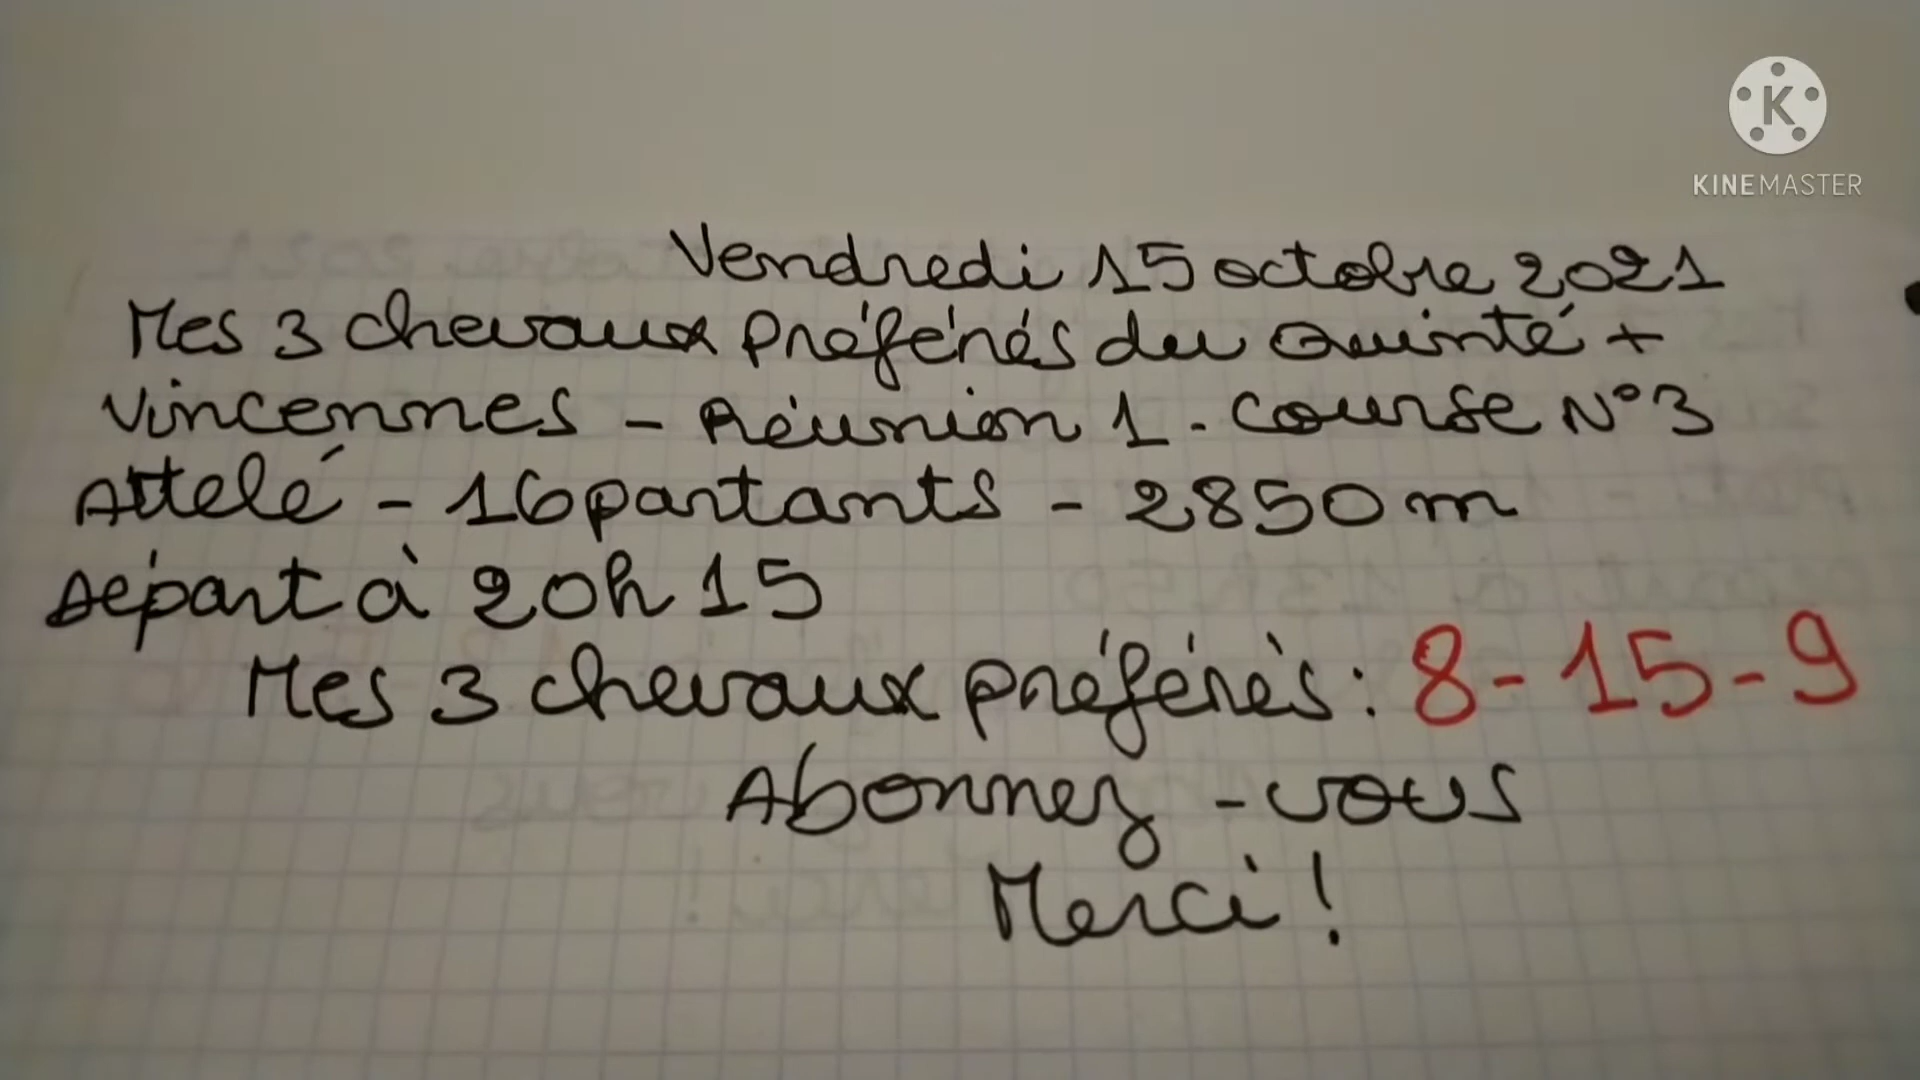 KINEMASTER
Vendredi 15 octobre 2021
Mes 3 chevaux préférés du Quinté +
Vincennes - Réunion 1 - course N° 3
Attelé - 16 partants - 2850 m
Départ à 20h15
Mes 3 chevaux préférés : 8 - 15 - 9
Abonnez-vous
Merci !